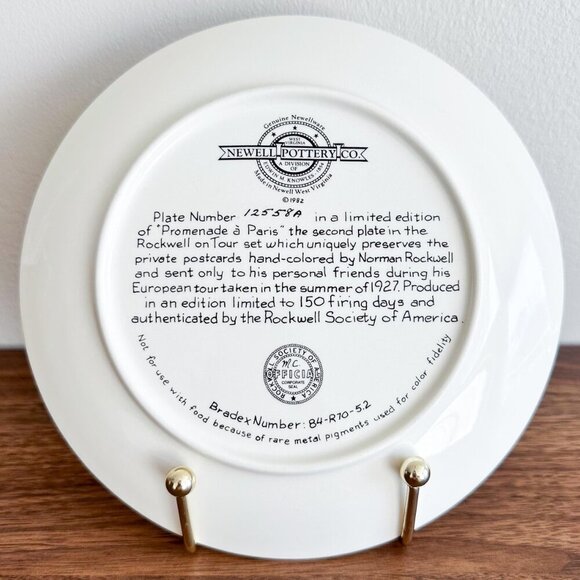 Genuine Newellware
WEST
VIRGINIA
NEWELL POTTERY CO.
A DIVISION
OF
EDWIN M. KNOWLES
Made in Newell West Virginia
©1982
Plate Number 12558A in a limited edition
of "Promenade à Paris" the second plate in the
Rockwell on Tour set which uniquely preserves the
private postcards hand-colored by Norman Rockwell
and sent only to his personal friends during his
European tour taken in the summer of 1927. Produced
in an edition limited to 150 firing days and
authenticated by the Rockwell Society of America.
ROCKWELL SOCIETY OF AMERICA
M.C.
OFFICIAL
CORPORATE
SEAL
Bradex Number: 84-R70-5.2
Not for use with food because of rare metal pigments used for color fidelity